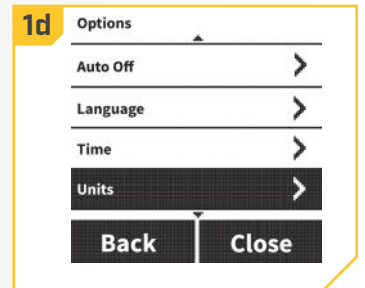 1d
Options
Auto Off
Language
Time
Units
Back Close